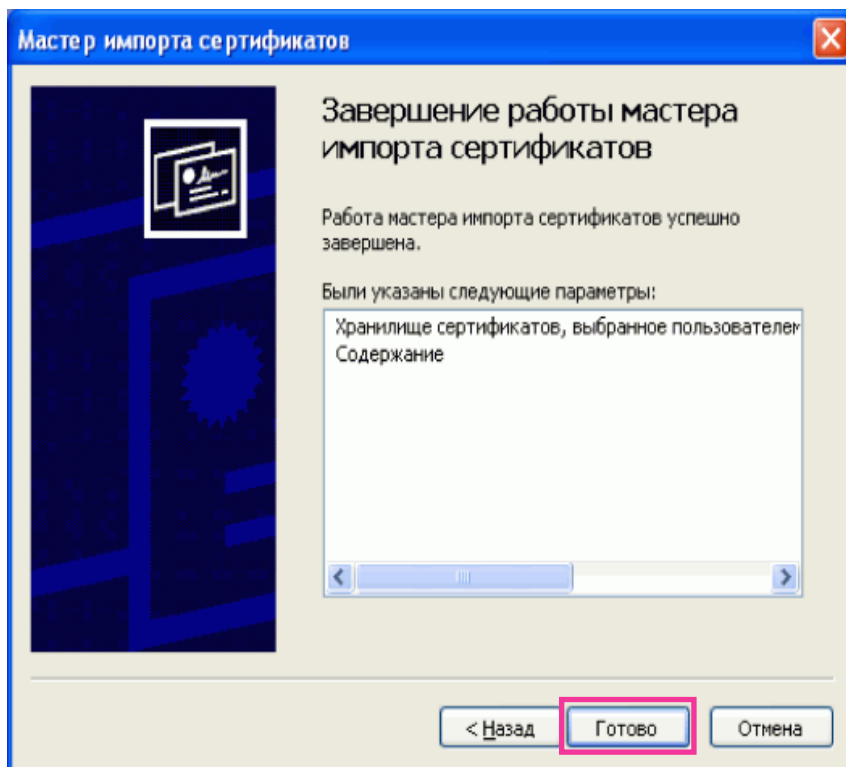 Мастер импорта сертификатов
Завершение работы мастера
импорта сертификатов
Работа мастера импорта сертификатов успешно
завершена.
Были указаны следующие параметры:
Хранилище сертификатов, выбранное пользователем
Содержание
< Назад
Готово
Отмена